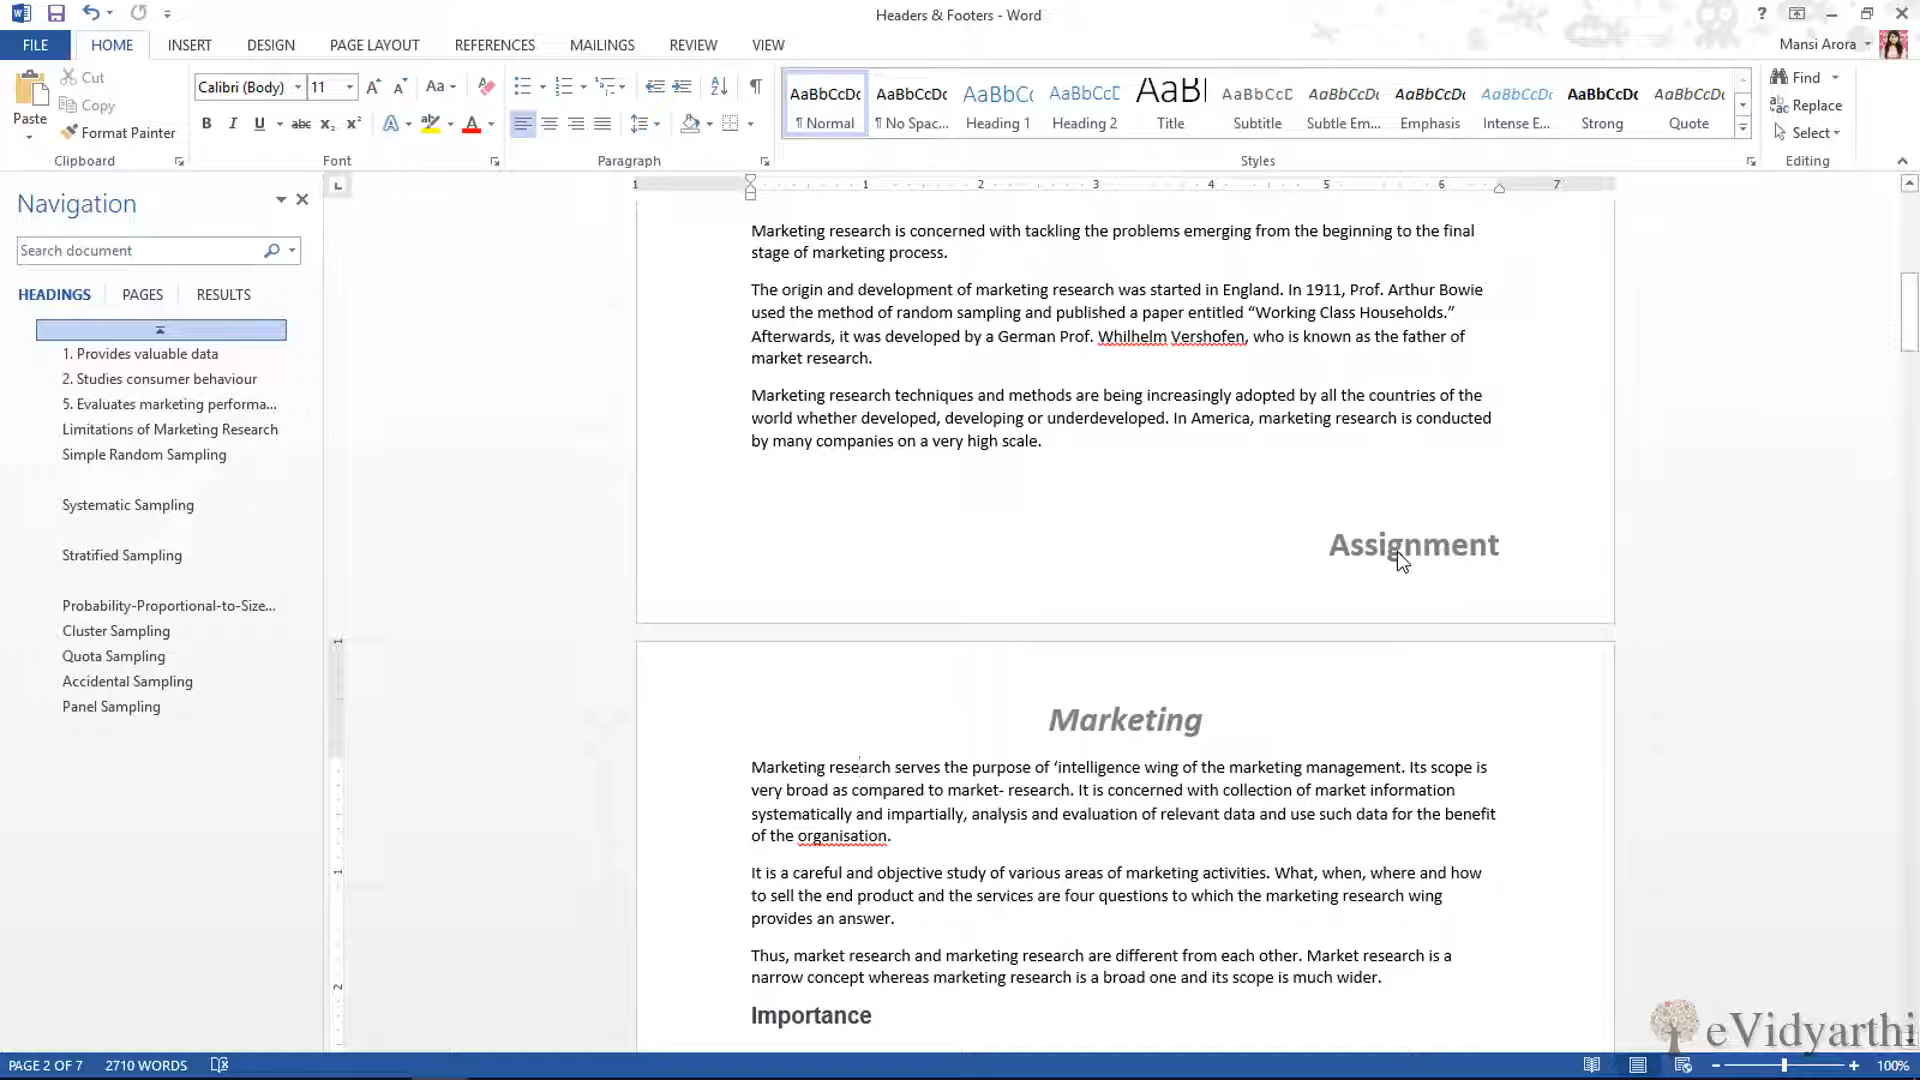 Headers & Footers - Word
?
FILE HOME INSERT DESIGN PAGE LAYOUT REFERENCES MAILINGS REVIEW VIEW
Mansi Arora
Paste
Cut
Copy
Format Painter
Clipboard
Calibri (Body) 11
Font
Paragraph
AaBbCcDc AaBbCcDc AaBbCc AaBbCcD AaBl AaBbCcD AaBbCcDc AaBbCcDc AaBbCcDc AaBbCcDc AaBbCcDc
¶ Normal ¶ No Spac... Heading 1 Heading 2 Title Subtitle Subtle Em... Emphasis Intense E... Strong Quote
Styles
Find
Replace
Select
Editing
Navigation
Search document
HEADINGS PAGES RESULTS
1. Provides valuable data
2. Studies consumer behaviour
5. Evaluates marketing performa...
Limitations of Marketing Research
Simple Random Sampling
Systematic Sampling
Stratified Sampling
Probability-Proportional-to-Size...
Cluster Sampling
Quota Sampling
Accidental Sampling
Panel Sampling
1 1 2 3 4 5 6 7
Marketing research is concerned with tackling the problems emerging from the beginning to the final
stage of marketing process.
The origin and development of marketing research was started in England. In 1911, Prof. Arthur Bowie
used the method of random sampling and published a paper entitled “Working Class Households.”
Afterwards, it was developed by a German Prof. Whilhelm Vershofen, who is known as the father of
market research.
Marketing research techniques and methods are being increasingly adopted by all the countries of the
world whether developed, developing or underdeveloped. In America, marketing research is conducted
by many companies on a very high scale.
Assignment
Marketing
Marketing research serves the purpose of ‘intelligence wing of the marketing management. Its scope is
very broad as compared to market- research. It is concerned with collection of market information
systematically and impartially, analysis and evaluation of relevant data and use such data for the benefit
of the organisation.
It is a careful and objective study of various areas of marketing activities. What, when, where and how
to sell the end product and the services are four questions to which the marketing research wing
provides an answer.
Thus, market research and marketing research are different from each other. Market research is a
narrow concept whereas marketing research is a broad one and its scope is much wider.
Importance
eVidyarthi
PAGE 2 OF 7 2710 WORDS
100%